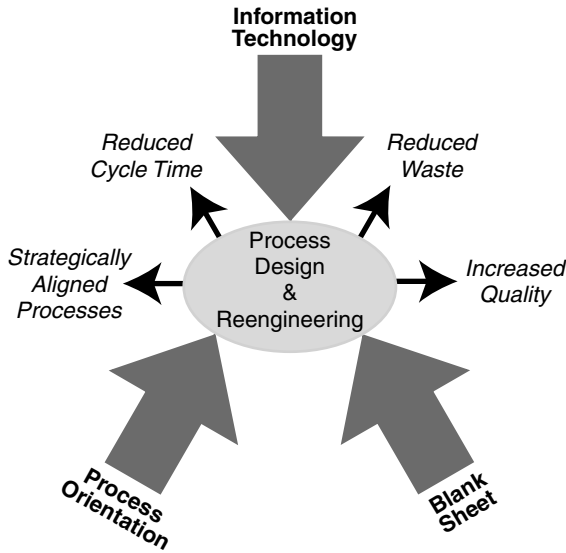 Information
Technology
Reduced
Cycle Time
Reduced
Waste
Strategically
Aligned
Processes
Process
Design
&
Reengineering
Increased
Quality
Process
Orientation
Blank
Sheet